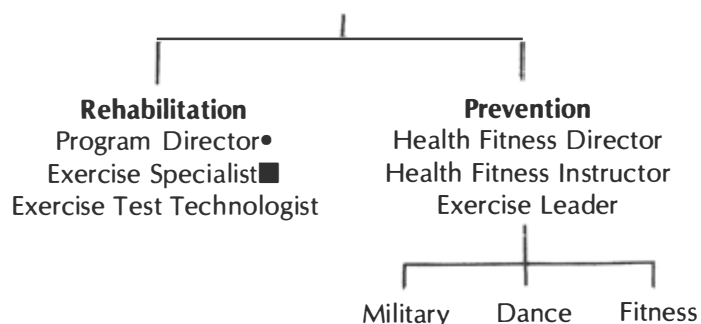 Rehabilitation
Program Director●
Exercise Specialist■
Exercise Test Technologist
Prevention
Health Fitness Director
Health Fitness Instructor
Exercise Leader
Military Dance Fitness